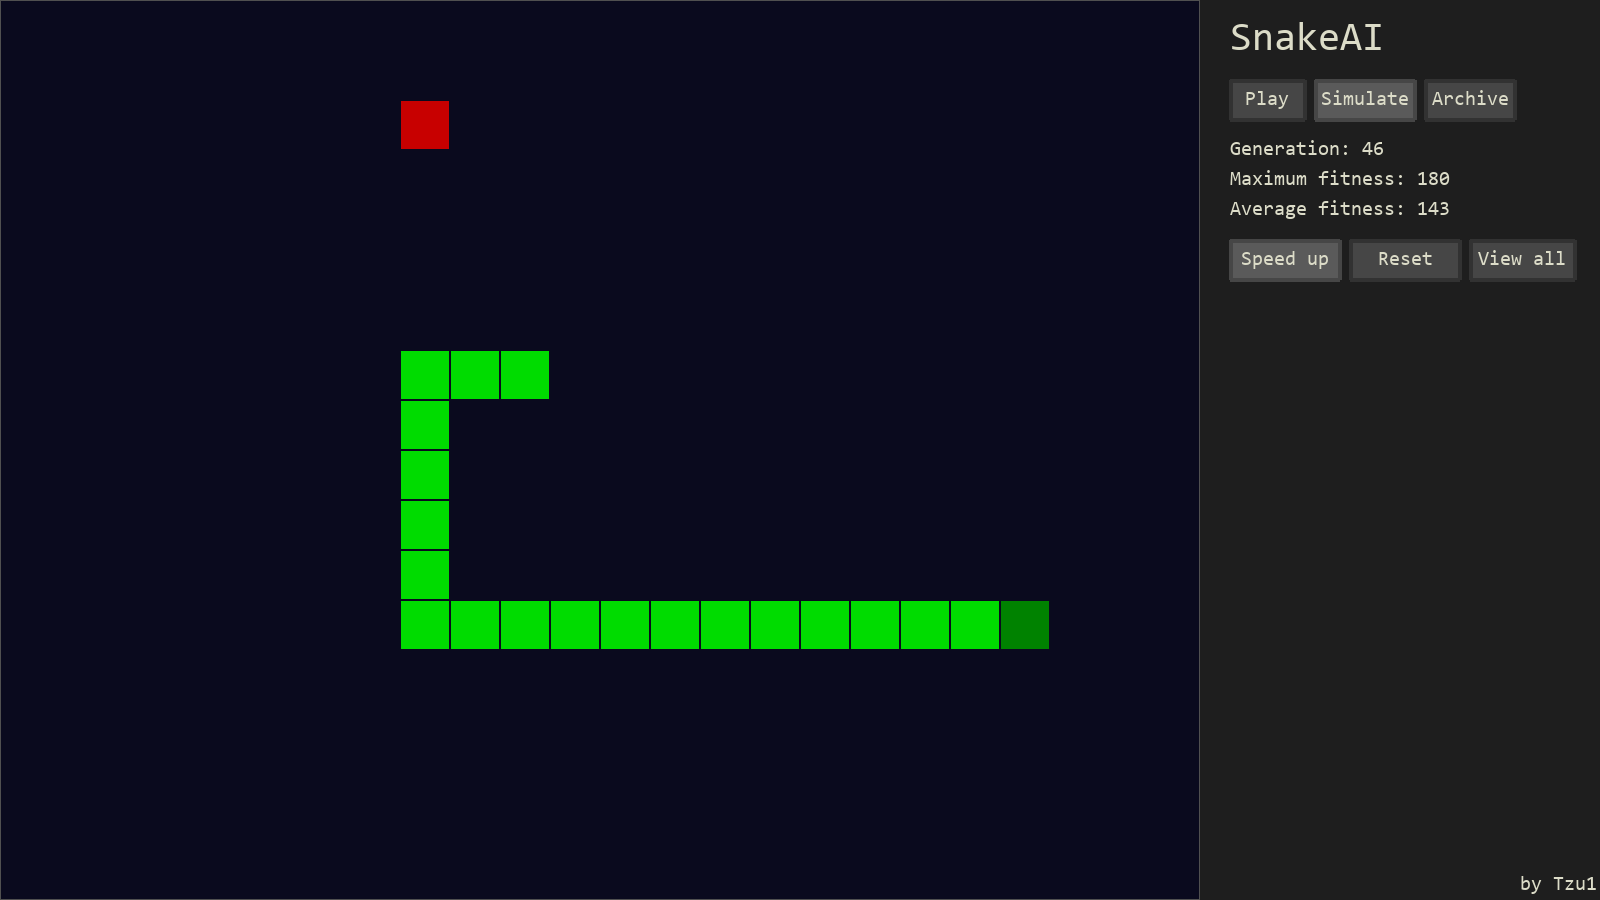 SnakeAI
Play Simulate Archive
Generation: 46
Maximum fitness: 180
Average fitness: 143
Speed up Reset View all
by Tzu1